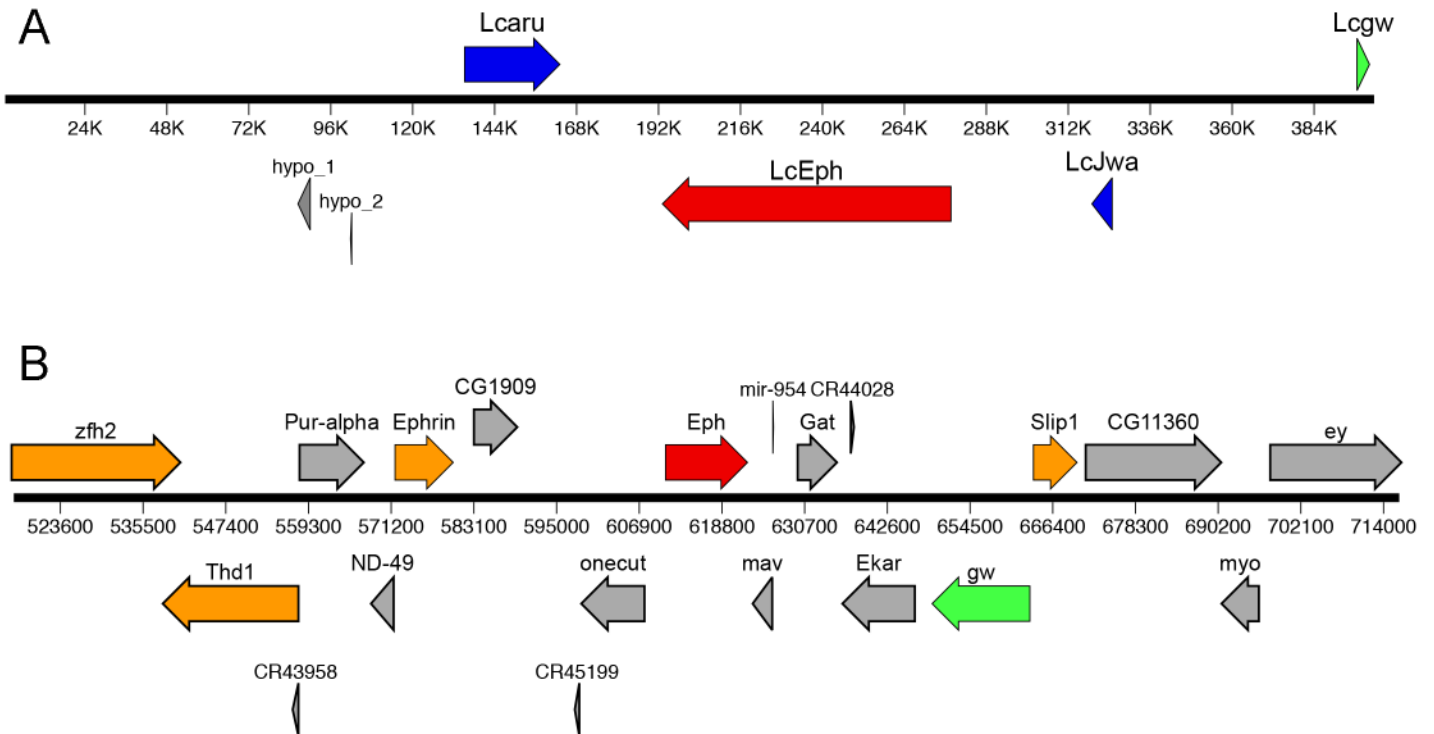 A
Lcaru Lcgw
24K 48K 72K 96K 120K 144K 168K 192K 216K 240K 264K 288K 312K 336K 360K 384K
hypo_1 LcEph LcJwa
hypo_2
B
CG1909
mir-954 CR44028
zfh2 Pur-alpha Ephrin Eph Gat Slip1 CG11360 ey
523600 535500 547400 559300 571200 583100 595000 606900 618800 630700 642600 654500 666400 678300 690200 702100 714000
Thd1 ND-49 onecut mav Ekar gw myo
CR43958 CR45199